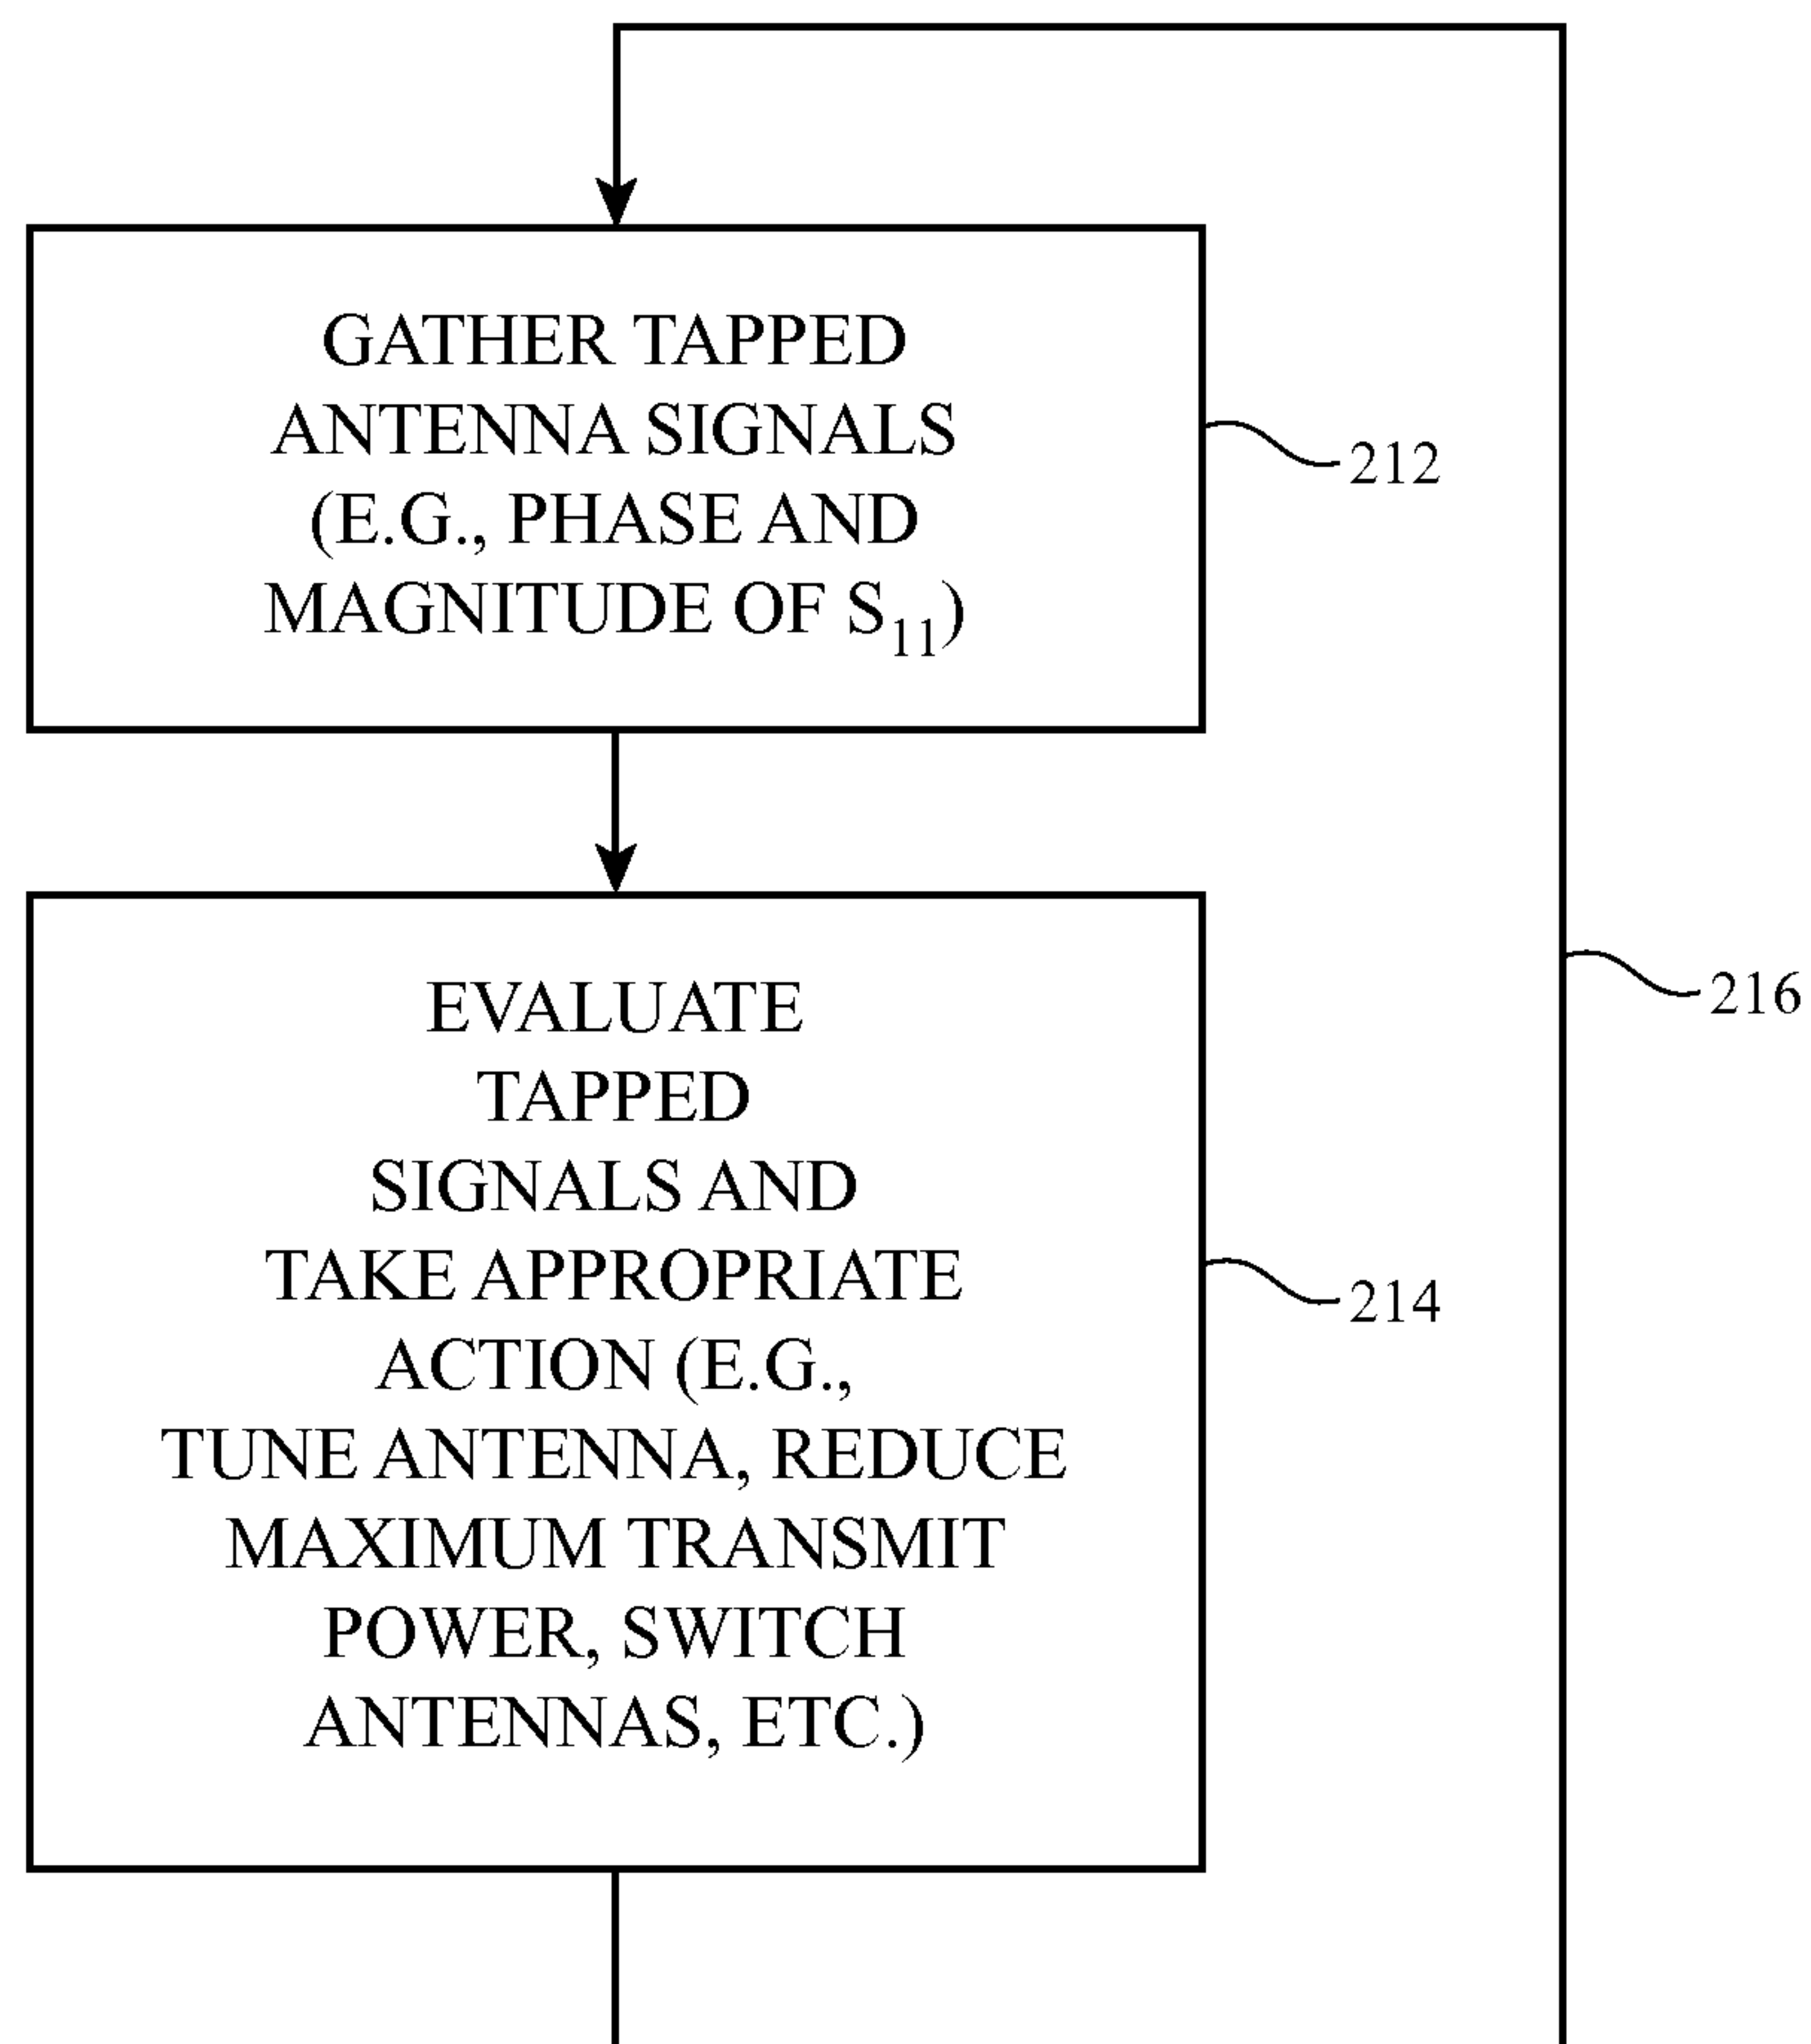 GATHER TAPPED
ANTENNA SIGNALS
(E.G., PHASE AND
MAGNITUDE OF S11)
212
EVALUATE
TAPPED
SIGNALS AND
TAKE APPROPRIATE
ACTION (E.G.,
TUNE ANTENNA, REDUCE
MAXIMUM TRANSMIT
POWER, SWITCH
ANTENNAS, ETC.)
214
216